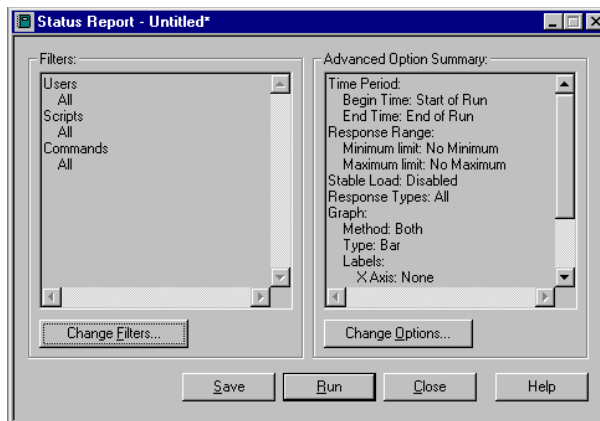 Status Report - Untitled*
Filters:
Users
All
Scripts
All
Commands
All
Change Filters...
Advanced Option Summary:
Time Period:
Begin Time: Start of Run
End Time: End of Run
Response Range:
Minimum limit: No Minimum
Maximum limit: No Maximum
Stable Load: Disabled
Response Types: All
Graph:
Method: Both
Type: Bar
Labels:
X Axis: None
Change Options...
Save
Run
Close
Help